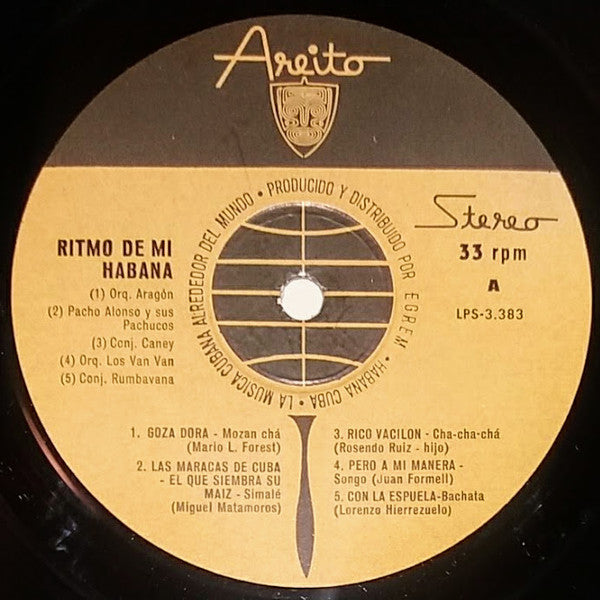 Areito
LA MUSICA CUBANA ALREDEDOR DEL MUNDO • PRODUCIDO Y DISTRIBUIDO POR EGREM • HABANA CUBA •
Stereo
33 rpm
A
LPS-3.383
RITMO DE MI
HABANA
(1) Orq. Aragón
(2) Pacho Alonso y sus
Pachucos
(3) Conj. Caney
(4) Orq. Los Van Van
(5) Conj. Rumbavana
1. GOZA DORA - Mozan chá
(Mario L. Forest)
2. LAS MARACAS DE CUBA
- EL QUE SIEMBRA SU
MAIZ - Simalé
(Miguel Matamoros)
3. RICO VACILON - Cha-cha-chá
(Rosendo Ruiz - hijo)
4. PERO A MI MANERA -
Songo (Juan Formell)
5. CON LA ESPUELA-Bachata
(Lorenzo Hierrezuelo)